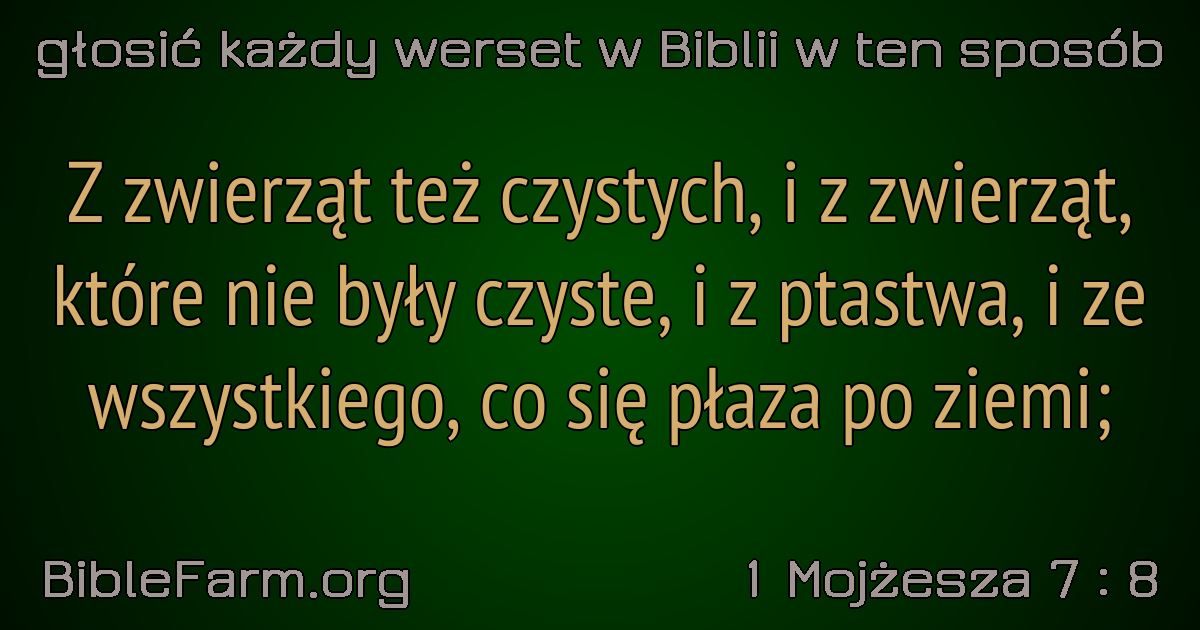 głosić każdy werset w Biblii w ten sposób
Z zwierząt też czystych, i z zwierząt,
które nie były czyste, i z ptastwa, i ze
wszystkiego, co się płaza po ziemi;
BibleFarm.org
1 Mojżesza 7 : 8